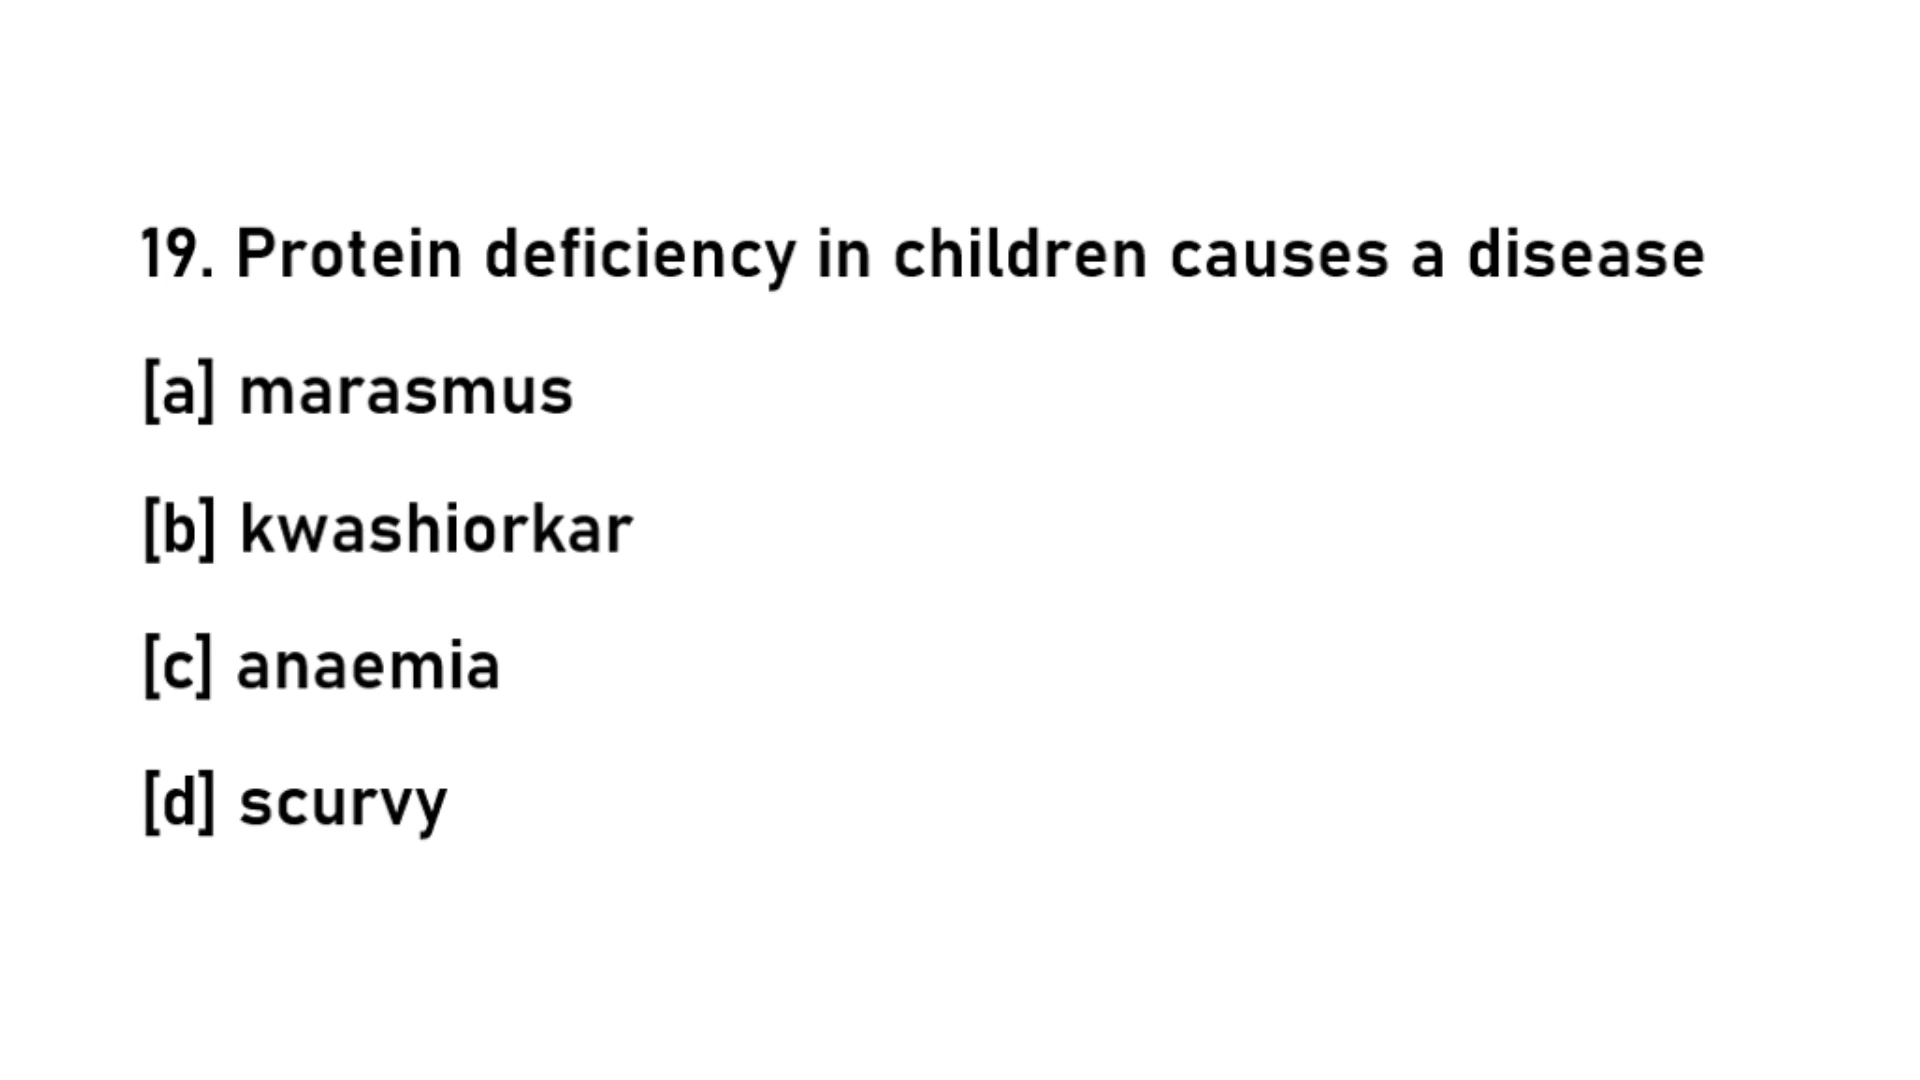 19. Protein deficiency in children causes a disease
[a] marasmus
[b] kwashiorkar
[c] anaemia
[d] scurvy